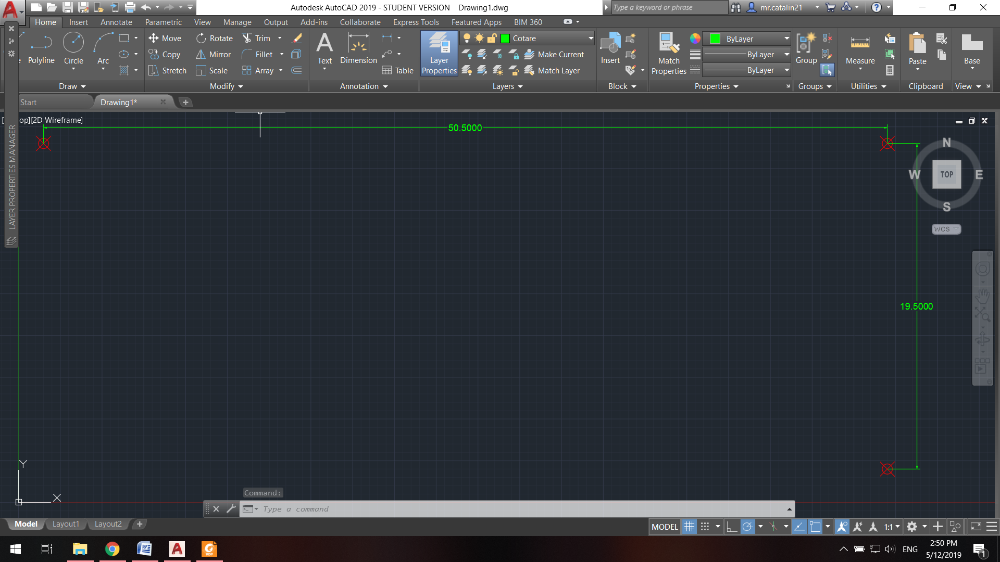 Autodesk AutoCAD 2019 - STUDENT VERSION Drawing1.dwg
Type a keyword or phrase
mr.catalin21
Home Insert Annotate Parametric View Manage Output Add-ins Collaborate Express Tools Featured Apps BIM 360
Polyline
Circle
Arc
Draw
Move
Copy
Stretch
Rotate
Mirror
Scale
Trim
Fillet
Array
Modify
Text
Dimension
Table
Annotation
Layer
Properties
Cotare
Make Current
Match Layer
Layers
Insert
Block
Match
Properties
ByLayer
ByLayer
ByLayer
Properties
Group
Groups
Measure
Utilities
Paste
Clipboard
Base
View
Start
Drawing1*
[2D Wireframe]
LAYER PROPERTIES MANAGER
50.5000
19.5000
N
W
TOP
E
S
WCS
Y
X
Command:
Type a command
Model Layout1 Layout2
MODEL
1:1
ENG
2:50 PM
5/12/2019
1